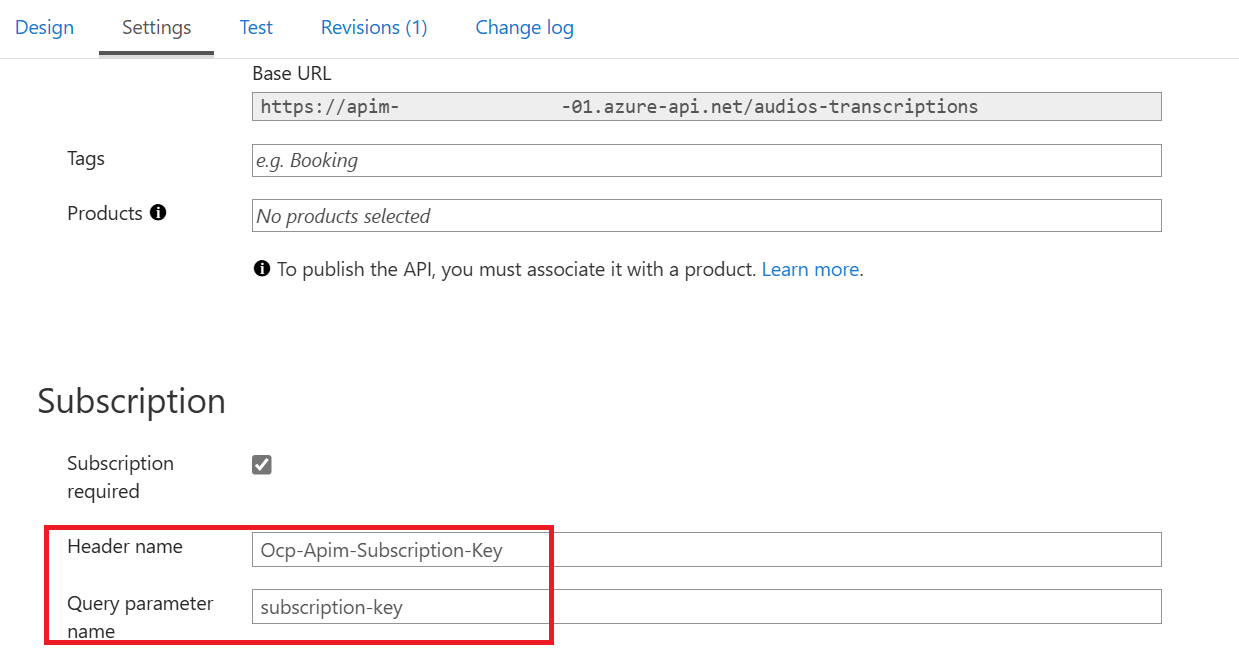 Design Settings Test Revisions (1) Change log
Base URL
https://apim- -01.azure-api.net/audios-transcriptions
Tags
e.g. Booking
Products
No products selected
To publish the API, you must associate it with a product. Learn more.
Subscription
Subscription
required
Header name
Ocp-Apim-Subscription-Key
Query parameter
name
subscription-key